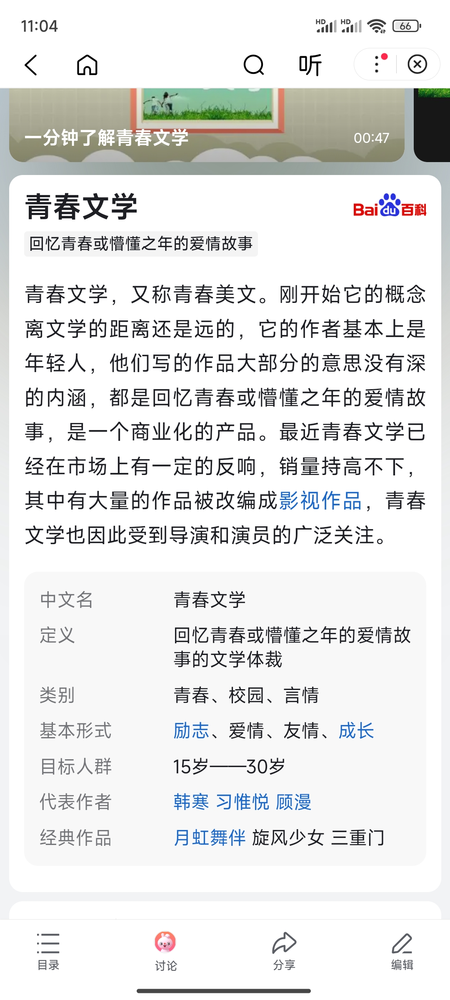 11:04
HD HD 66
听
一分钟了解青春文学 00:47
青春文学
Bai du 百科
回忆青春或懵懂之年的爱情故事
青春文学，又称青春美文。刚开始它的概念
离文学的距离还是远的，它的作者基本上是
年轻人，他们写的作品大部分的意思没有深
的内涵，都是回忆青春或懵懂之年的爱情故
事，是一个商业化的产品。最近青春文学已
经在市场上有一定的反响，销量持高不下，
其中有大量的作品被改编成影视作品，青春
文学也因此受到导演和演员的广泛关注。
中文名 青春文学
定义 回忆青春或懵懂之年的爱情故
事的文学体裁
类别 青春、校园、言情
基本形式 励志、爱情、友情、成长
目标人群 15岁——30岁
代表作者 韩寒 习惟悦 顾漫
经典作品 月虹舞伴 旋风少女 三重门
目录 讨论 分享 编辑